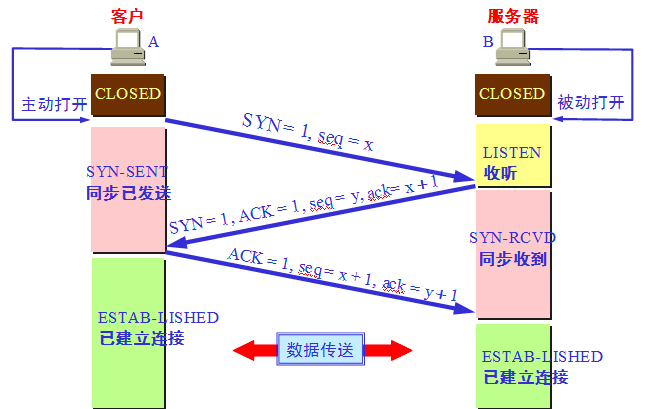 客户
服务器
A
B
CLOSED
CLOSED
主动打开
被动打开
SYN = 1, seq = x
LISTEN
收听
SYN-SENT
同步已发送
SYN = 1, ACK = 1, seq= y, ack= x + 1
SYN-RCVD
同步收到
ACK = 1, seq= x + 1, ack = y + 1
ESTAB-LISHED
已建立连接
数据传送
ESTAB-LISHED
已建立连接